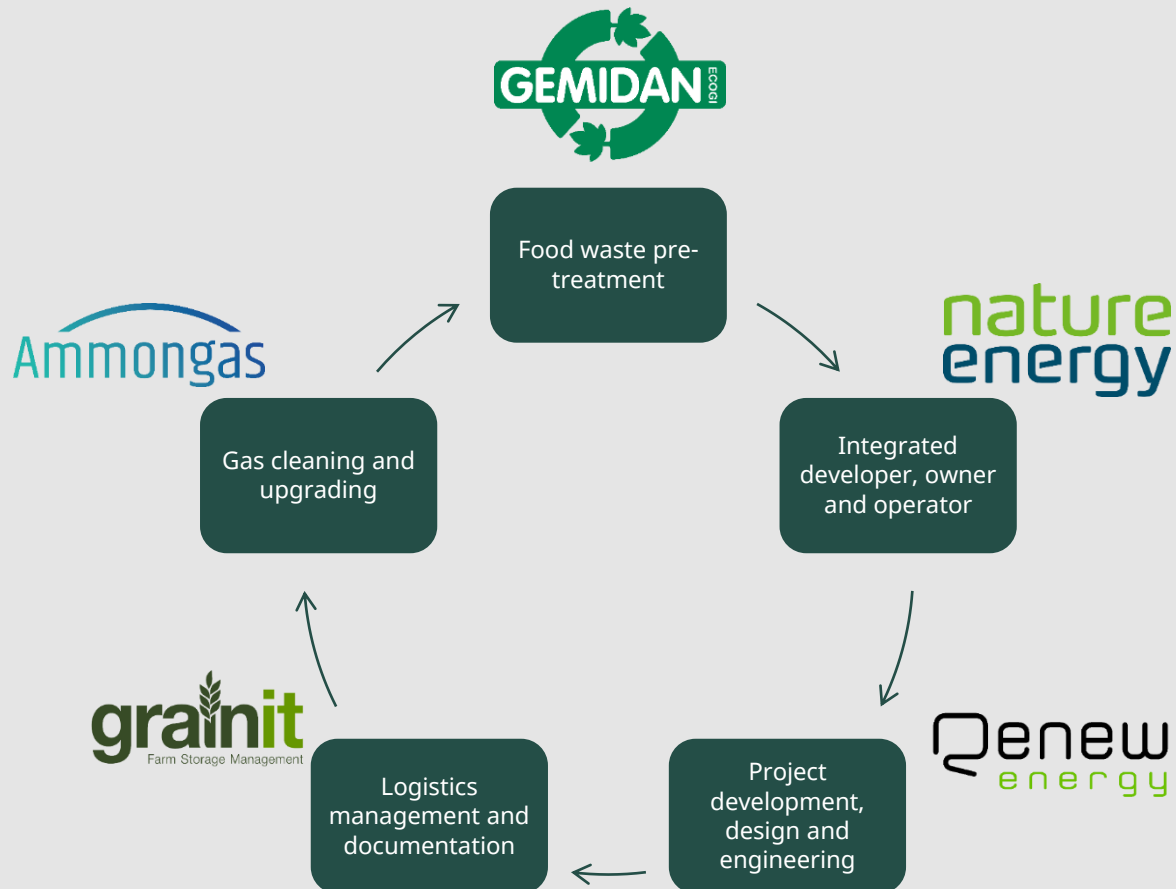 GEMIDAN
ECOGI
Food waste pre-
treatment
nature
energy
Ammongas
Integrated
developer, owner
and operator
Gas cleaning and
upgrading
grainit
Farm Storage Management
Renew
energy
Project
development,
design and
engineering
Logistics
management and
documentation